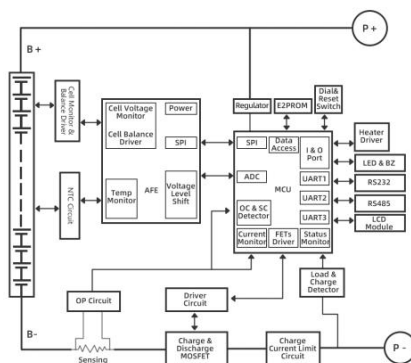 P+
B+
Cell Monitor &
Balance Driver
Cell Voltage
Monitor
Cell Balance
Driver
Power
SPI
Temp
Monitor
AFE
Voltage
Level
Shift
NTC Circuit
Regulator
E2PROM
Dial&
Reset
Switch
SPI
Data
Access
I & O
Port
ADC
MCU
UART1
OC & SC
Detector
UART2
UART3
Current
Monitor
FETs
Driver
Status
Monitor
Heater
Driver
LED & BZ
RS232
RS485
LCD
Module
OP Circuit
Driver
Circuit
Load &
Charge
Detector
B-
Sensing
Charge &
Discharge
MOSFET
Charge
Current Limit
Circuit
P-